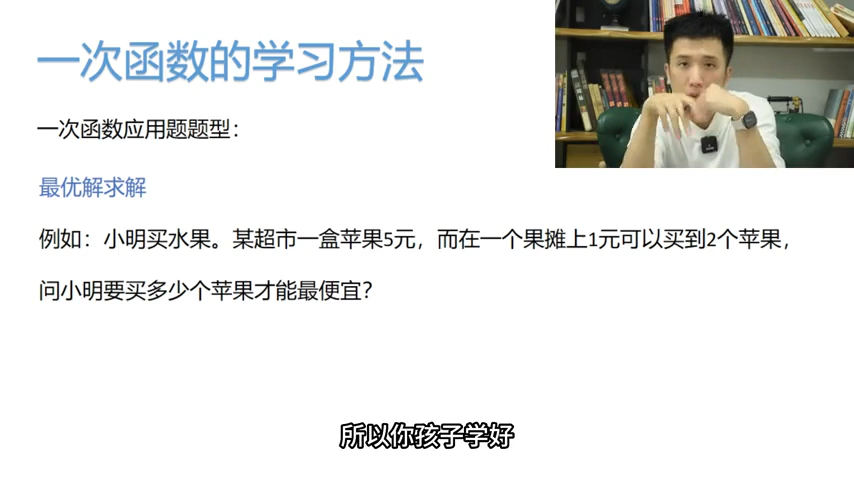 一次函数的学习方法
一次函数应用题题型：
最优解求解
例如：小明买水果。某超市一盒苹果5元，而在一个果摊上1元可以买到2个苹果，
问小明要买多少个苹果才能最便宜？
所以你孩子学好